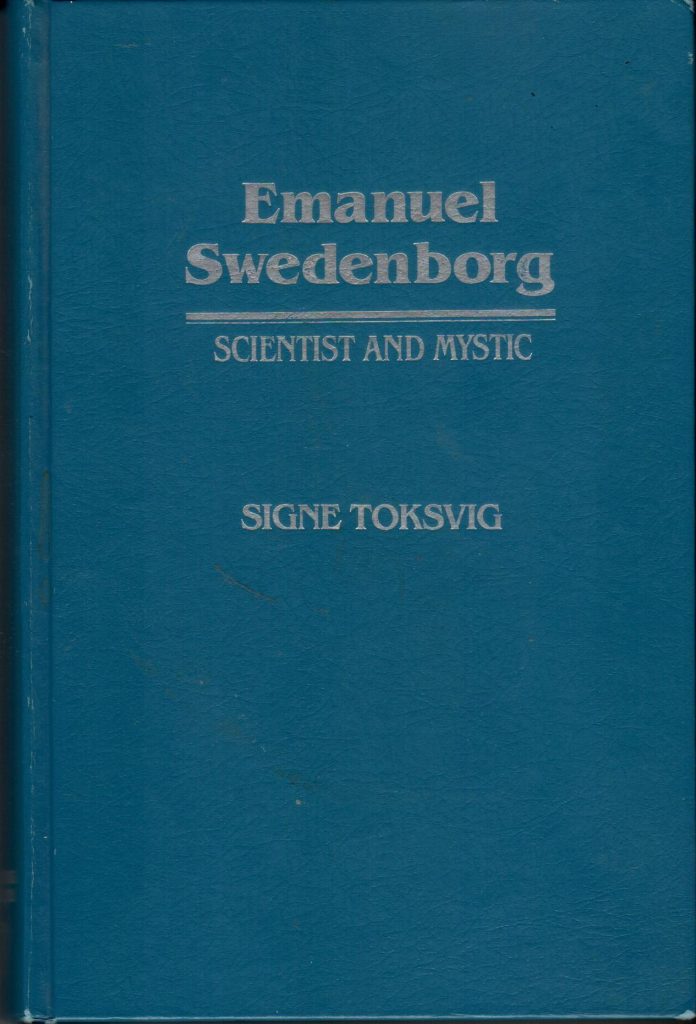 Emanuel
Swedenborg
SCIENTIST AND MYSTIC
SIGNE TOKSVIG